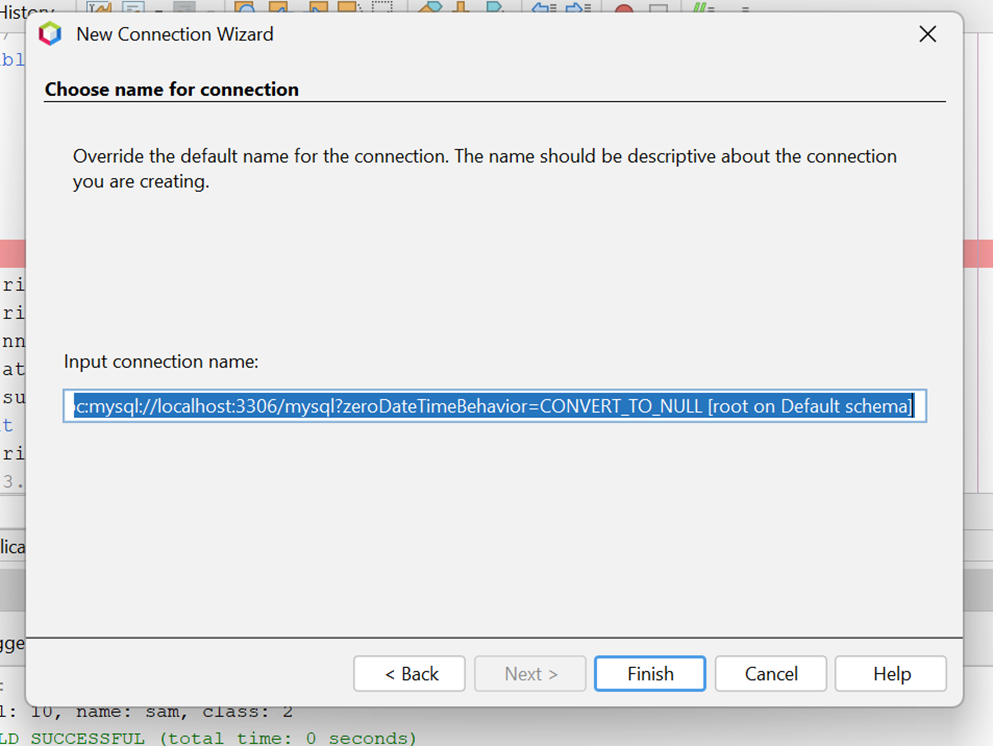 History
New Connection Wizard
Choose name for connection
Override the default name for the connection. The name should be descriptive about the connection
you are creating.
ri
ri
nn
Input connection name:
at
su
c:mysql://localhost:3306/mysql?zeroDateTimeBehavior=CONVERT_TO_NULL [root on Default schema]
t
ri
3.
lica
gge
< Back
Next >
Finish
Cancel
Help
l: 10, name: sam, class: 2
LD SUCCESSFUL (total time: 0 seconds)